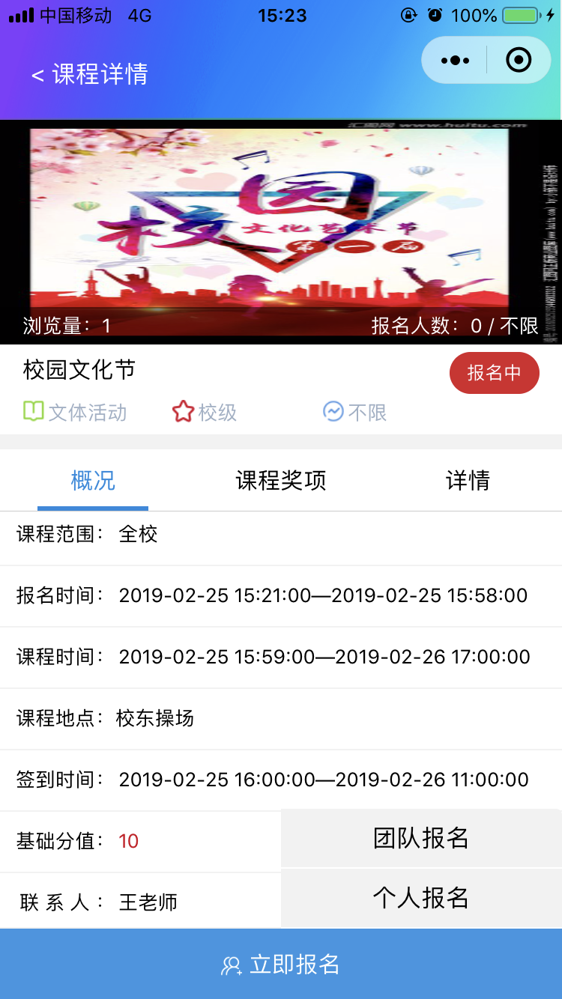 中国移动 4G 15:23 100%
< 课程详情
汇图网 www.huitu.com
校园
文化艺术节
第一届
浏览量：1 报名人数：0 / 不限
校园文化节 报名中
文体活动 校级 不限
概况 课程奖项 详情
课程范围： 全校
报名时间： 2019-02-25 15:21:00—2019-02-25 15:58:00
课程时间： 2019-02-25 15:59:00—2019-02-26 17:00:00
课程地点： 校东操场
签到时间： 2019-02-25 16:00:00—2019-02-26 11:00:00
基础分值： 10
团队报名
联 系 人 ： 王老师
个人报名
立即报名